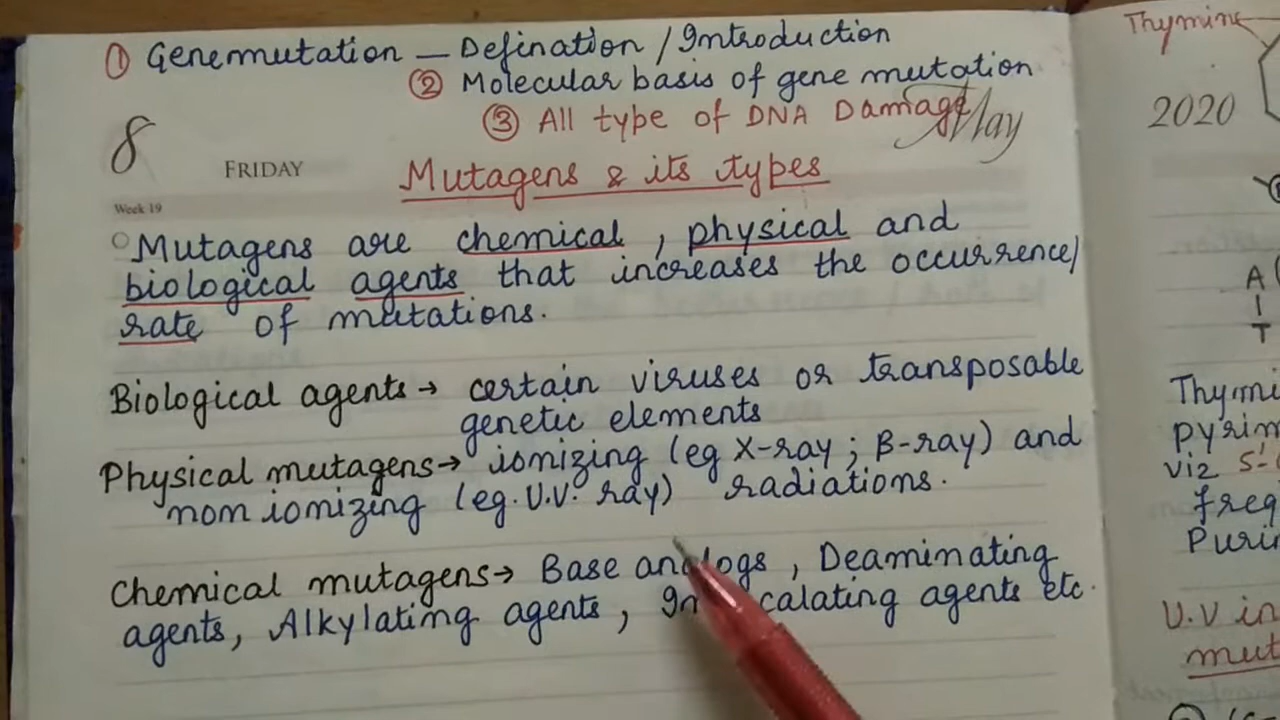 ① Genemutation — Defination / Introduction
② Molecular basis of gene mutation
③ All type of DNA Damage
8 FRIDAY May
Mutagens & its types
Week 19
Mutagens are chemical, physical and
biological agents that increases the occurrence/
rate of mutations.
Biological agents → certain viruses or transposable
genetic elements
Physical mutagens → ionizing (eg X-ray ; β-ray) and
non ionizing (eg. U.V. ray) radiations.
Chemical mutagens → Base analogs, Deaminating
agents, Alkylating agents, In calating agents etc.
Thymine
2020
A
T
Thymi
pyrim
viz 5'
freq
Purin
U.V in
mut